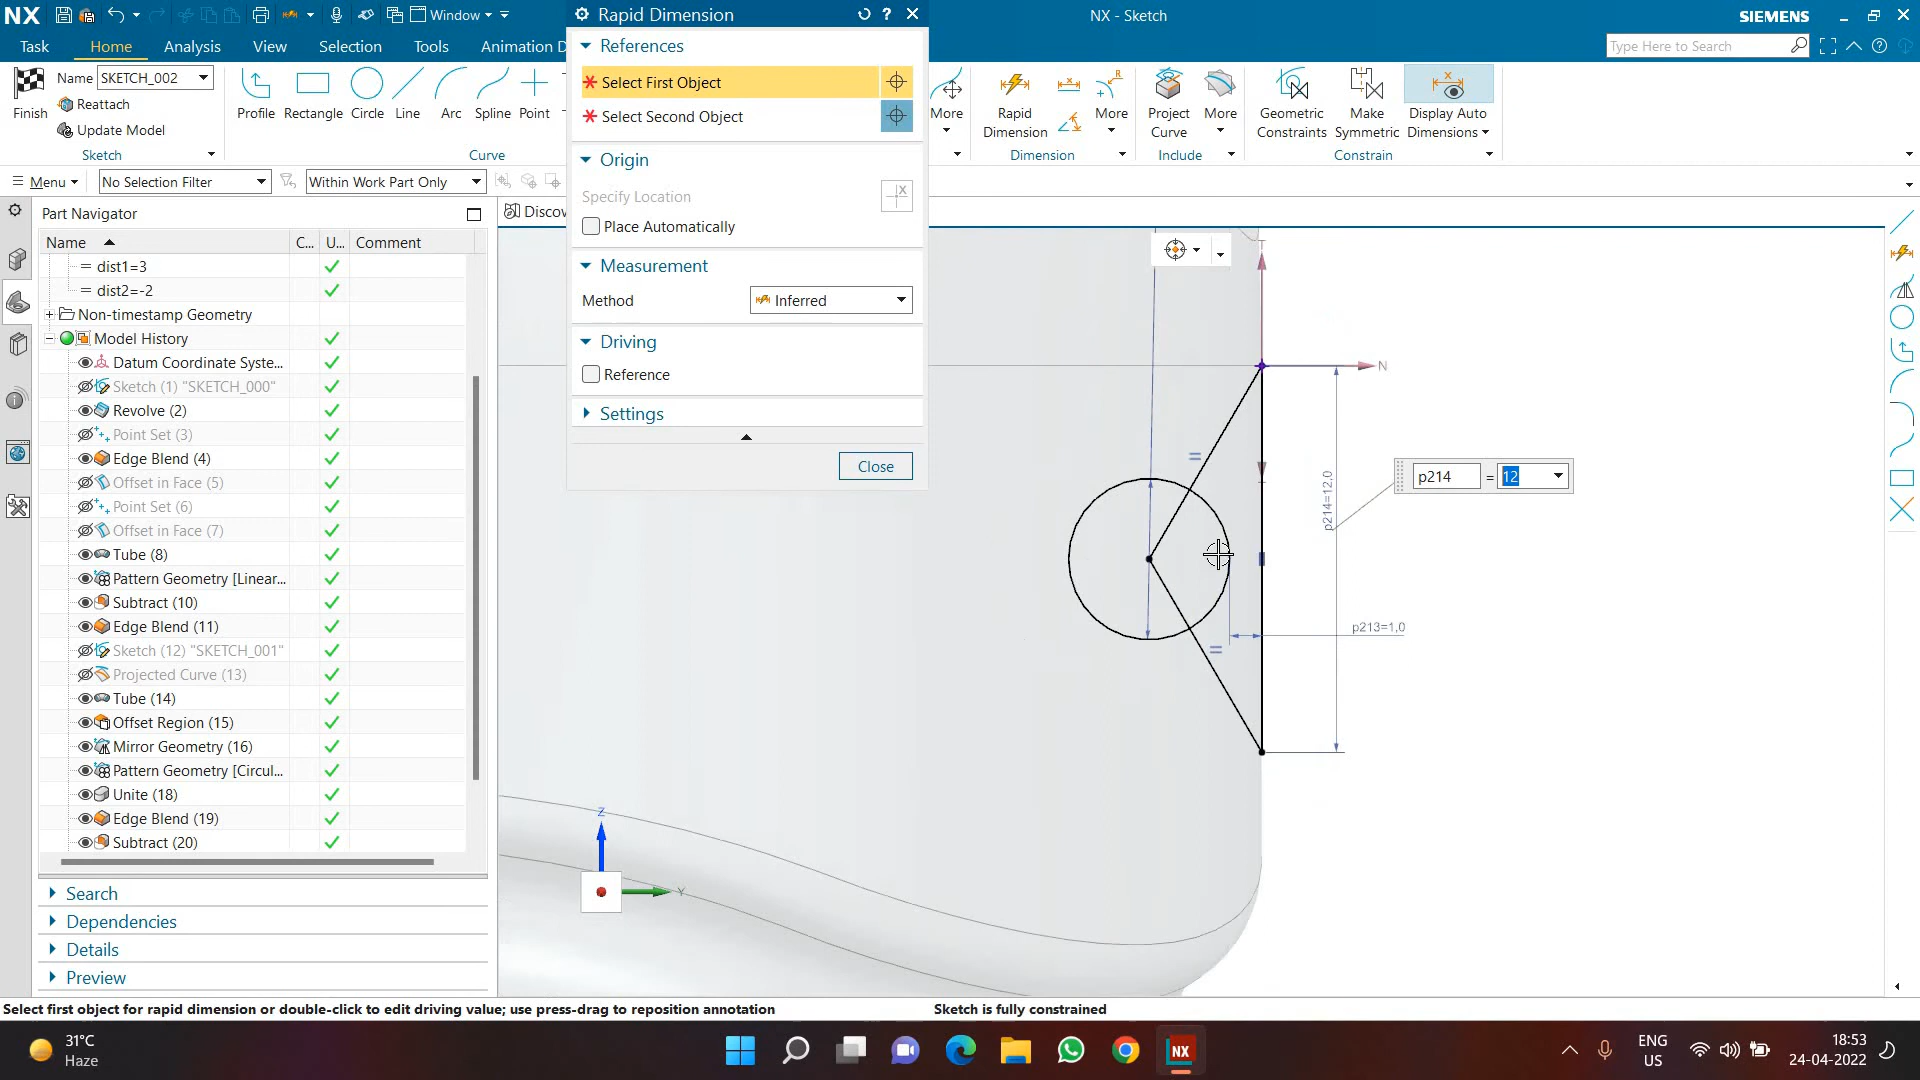 NX
Window
Rapid Dimension
?
NX - Sketch
SIEMENS
Task
Home
Analysis
View
Selection
Tools
Animation D
Type Here to Search
References
Select First Object
Select Second Object
Origin
Specify Location
Place Automatically
Measurement
Method
Inferred
Driving
Reference
Settings
Close
Finish
Name
SKETCH_002
Reattach
Update Model
Sketch
Profile
Rectangle
Circle
Line
Arc
Spline
Point
Curve
More
Rapid
Dimension
More
Dimension
Project
Curve
More
Include
Geometric
Constraints
Make
Symmetric
Display Auto
Dimensions
Constrain
Menu
No Selection Filter
Within Work Part Only
Part Navigator
Discov
Name
C...
U...
Comment
= dist1=3
= dist2=-2
Non-timestamp Geometry
Model History
Datum Coordinate Syste...
Sketch (1) "SKETCH_000"
Revolve (2)
Point Set (3)
Edge Blend (4)
Offset in Face (5)
Point Set (6)
Offset in Face (7)
Tube (8)
Pattern Geometry [Linear...
Subtract (10)
Edge Blend (11)
Sketch (12) "SKETCH_001"
Projected Curve (13)
Tube (14)
Offset Region (15)
Mirror Geometry (16)
Pattern Geometry [Circul...
Unite (18)
Edge Blend (19)
Subtract (20)
Search
Dependencies
Details
Preview
N
p214=12,0
p214 = 12
p213=1,0
Z
Y
Select first object for rapid dimension or double-click to edit driving value; use press-drag to reposition annotation
Sketch is fully constrained
31°C
Haze
NX
ENG
US
18:53
24-04-2022